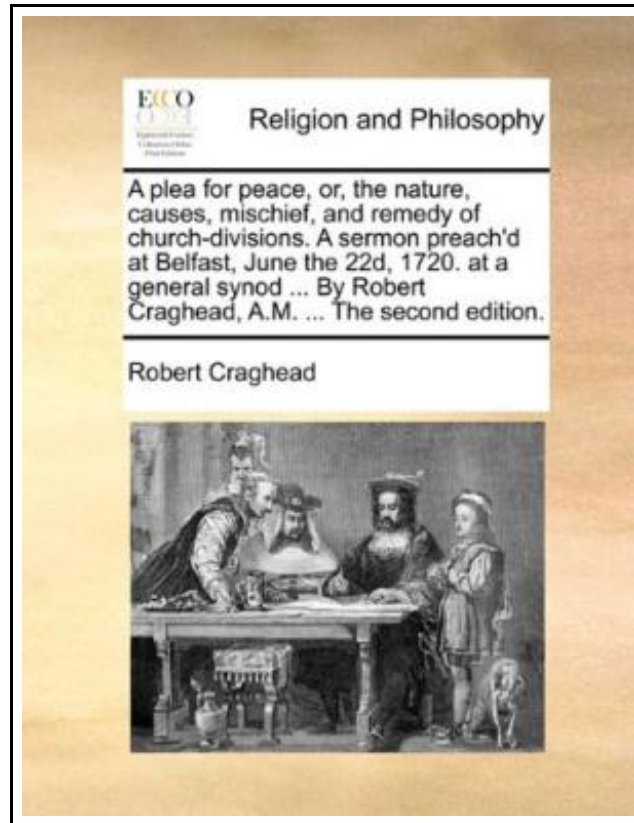 ECCO
Religion and Philosophy
A plea for peace, or, the nature,
causes, mischief, and remedy of
church-divisions. A sermon preach'd
at Belfast, June the 22d, 1720. at a
general synod ... By Robert
Craghead, A.M. ... The second edition.
Robert Craghead